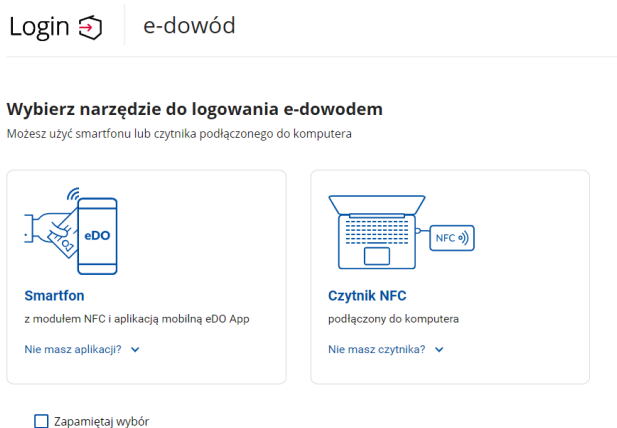 Login e-dowód
Wybierz narzędzie do logowania e-dowodem
Możesz użyć smartfonu lub czytnika podłączonego do komputera
eDO
NFC
Smartfon
z modułem NFC i aplikacją mobilną eDO App
Nie masz aplikacji?
Czytnik NFC
podłączony do komputera
Nie masz czytnika?
Zapamiętaj wybór